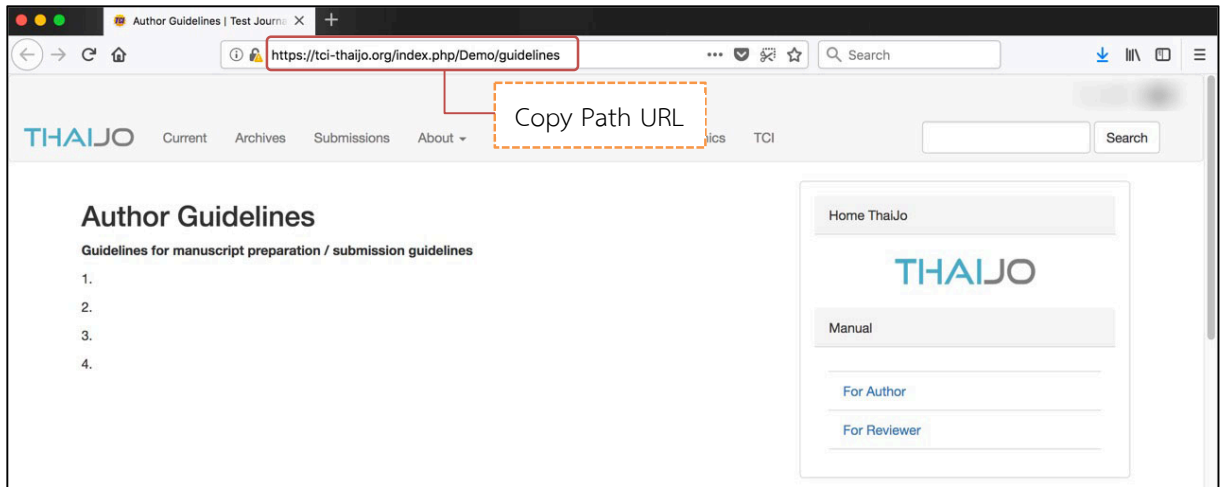 Author Guidelines | Test Journa
https://tci-thaijo.org/index.php/Demo/guidelines
Search
Copy Path URL
THAIJO Current Archives Submissions About TCI Search
Author Guidelines
Guidelines for manuscript preparation / submission guidelines
1.
2.
3.
4.
Home ThaiJo
THAIJO
Manual
For Author
For Reviewer